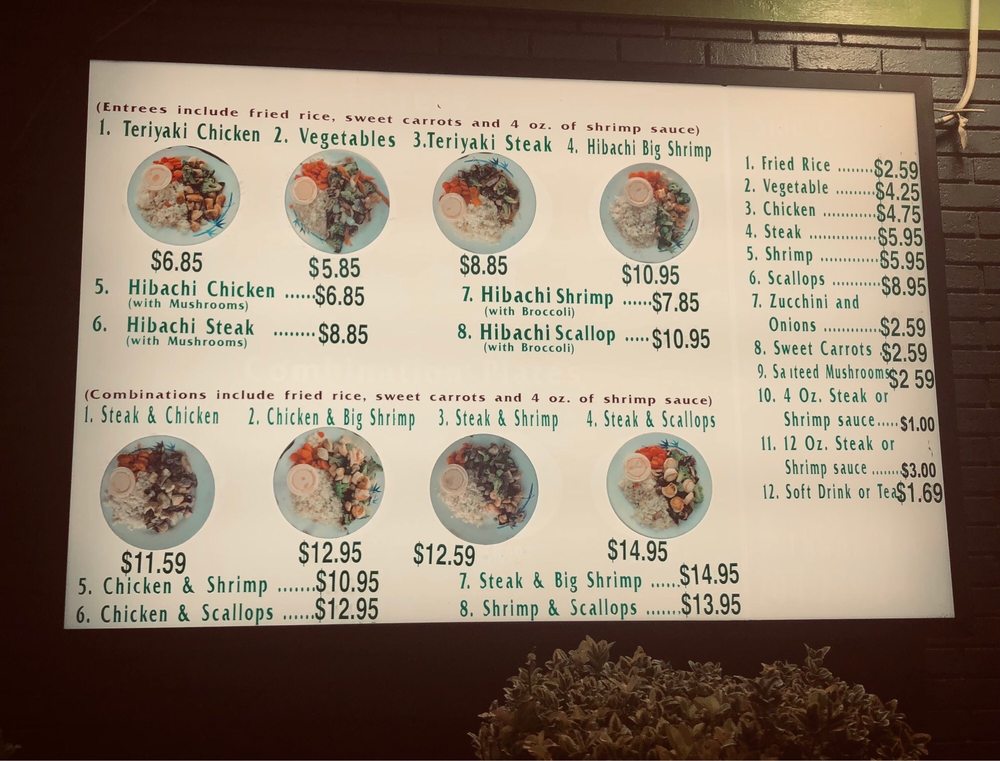 (Entrees include fried rice, sweet carrots and 4 oz. of shrimp sauce)
1. Teriyaki Chicken 2. Vegetables 3.Teriyaki Steak 4. Hibachi Big Shrimp
$6.85 $5.85 $8.85 $10.95
5. Hibachi Chicken ......$6.85
(with Mushrooms)
6. Hibachi Steak ........$8.85
(with Mushrooms)
7. Hibachi Shrimp ......$7.85
(with Broccoli)
8. Hibachi Scallop .....$10.95
(with Broccoli)
(Combinations include fried rice, sweet carrots and 4 oz. of shrimp sauce)
1. Steak & Chicken 2. Chicken & Big Shrimp 3. Steak & Shrimp 4. Steak & Scallops
$11.59 $12.95 $12.59 $14.95
5. Chicken & Shrimp .......$10.95
6. Chicken & Scallops ......$12.95
7. Steak & Big Shrimp ......$14.95
8. Shrimp & Scallops .......$13.95
1. Fried Rice ........$2.59
2. Vegetable .........$4.25
3. Chicken ............$4.75
4. Steak ...............$5.95
5. Shrimp .............$5.95
6. Scallops ...........$8.95
7. Zucchini and
Onions ............$2.59
8. Sweet Carrots .$2.59
9. Sa teed Mushrooms$2 59
10. 4 Oz. Steak or
Shrimp sauce.....$1.00
11. 12 Oz. Steak or
Shrimp sauce .......$3.00
12. Soft Drink or Tea$1.69